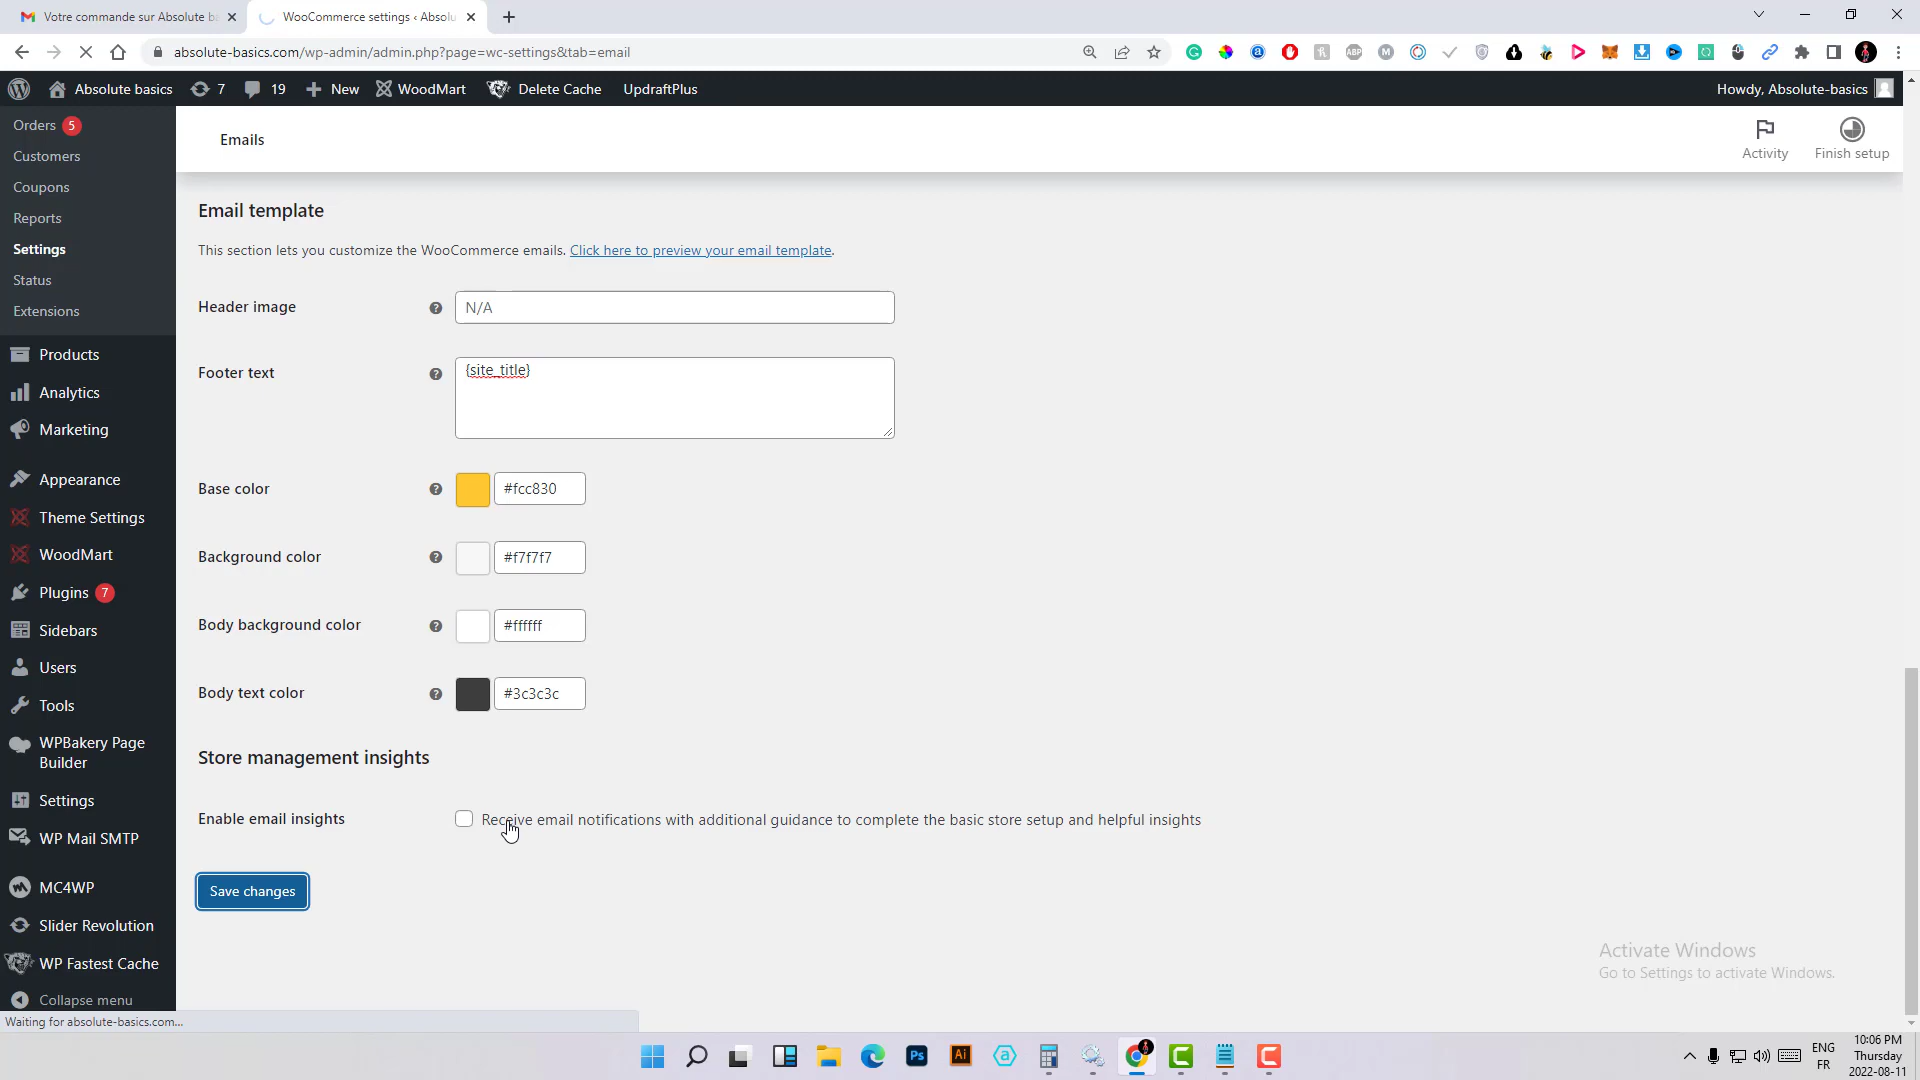 Votre commande sur Absolute ba
WooCommerce settings ‹ Absolu
absolute-basics.com/wp-admin/admin.php?page=wc-settings&tab=email
Absolute basics
7
19
New
WoodMart
Delete Cache
UpdraftPlus
Howdy, Absolute-basics
Orders 5
Customers
Coupons
Reports
Settings
Status
Extensions
Products
Analytics
Marketing
Appearance
Theme Settings
WoodMart
Plugins 7
Sidebars
Users
Tools
WPBakery Page
Builder
Settings
WP Mail SMTP
MC4WP
Slider Revolution
WP Fastest Cache
Collapse menu
Emails
Activity
Finish setup
Email template
This section lets you customize the WooCommerce emails. Click here to preview your email template.
Header image
N/A
Footer text
{site_title}
Base color
#fcc830
Background color
#f7f7f7
Body background color
#ffffff
Body text color
#3c3c3c
Store management insights
Enable email insights
Receive email notifications with additional guidance to complete the basic store setup and helpful insights
Save changes
Activate Windows
Go to Settings to activate Windows.
Waiting for absolute-basics.com...
Ps
Ai
ENG
FR
10:06 PM
Thursday
2022-08-11